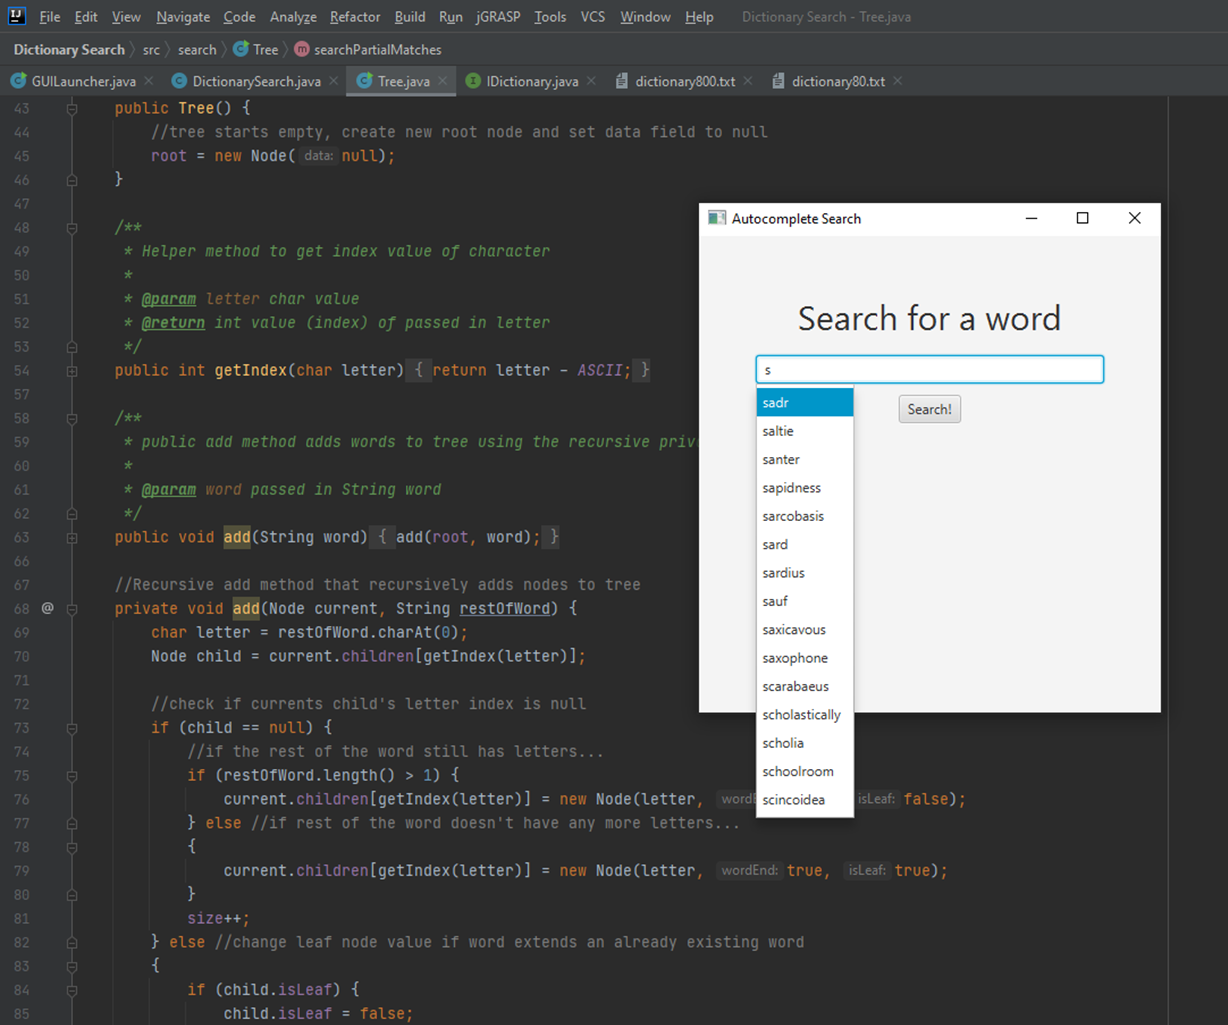 File Edit View Navigate Code Analyze Refactor Build Run jGRASP Tools VCS Window Help Dictionary Search - Tree.java
Dictionary Search src search Tree searchPartialMatches
GUILauncher.java DictionarySearch.java Tree.java IDictionary.java dictionary800.txt dictionary80.txt
43 public Tree() {
44 //tree starts empty, create new root node and set data field to null
45 root = new Node( data: null);
46 }
47
48 /**
49 * Helper method to get index value of character
50 *
51 * @param letter char value
52 * @return int value (index) of passed in letter
53 */
54 public int getIndex(char letter) { return letter - ASCII; }
57
58 /**
59 * public add method adds words to tree using the recursive
60 *
61 * @param word passed in String word
62 */
63 public void add(String word) { add(root, word); }
66
67 //Recursive add method that recursively adds nodes to tree
68 @ private void add(Node current, String restOfWord) {
69 char letter = restOfWord.charAt(0);
70 Node child = current.children[getIndex(letter)];
71
72 //check if currents child's letter index is null
73 if (child == null) {
74 //if the rest of the word still has letters...
75 if (restOfWord.length() > 1) {
76 current.children[getIndex(letter)] = new Node(letter, isLeaf: false);
77 } else //if rest of the word doesn't have any more letters...
78 {
79 current.children[getIndex(letter)] = new Node(letter, wordEnd: true, isLeaf: true);
80 }
81 size++;
82 } else //change leaf node value if word extends an already existing word
83 {
84 if (child.isLeaf) {
85 child.isLeaf = false;
Autocomplete Search
Search for a word
s
Search!
sadr
saltie
santer
sapidness
sarcobasis
sard
sardius
sauf
saxicavous
saxophone
scarabaeus
scholastically
scholia
schoolroom
scincoidea